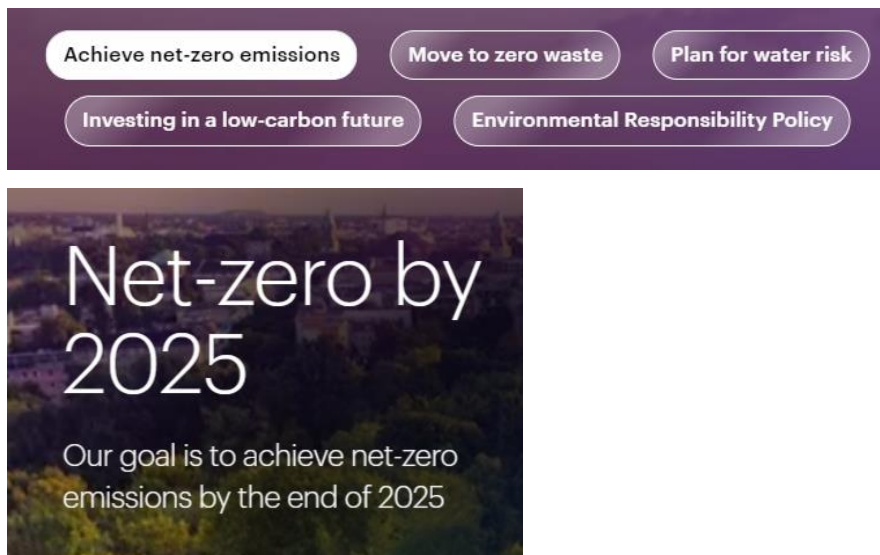 Achieve net-zero emissions Move to zero waste Plan for water risk
Investing in a low-carbon future Environmental Responsibility Policy
Net-zero by
2025
Our goal is to achieve net-zero
emissions by the end of 2025